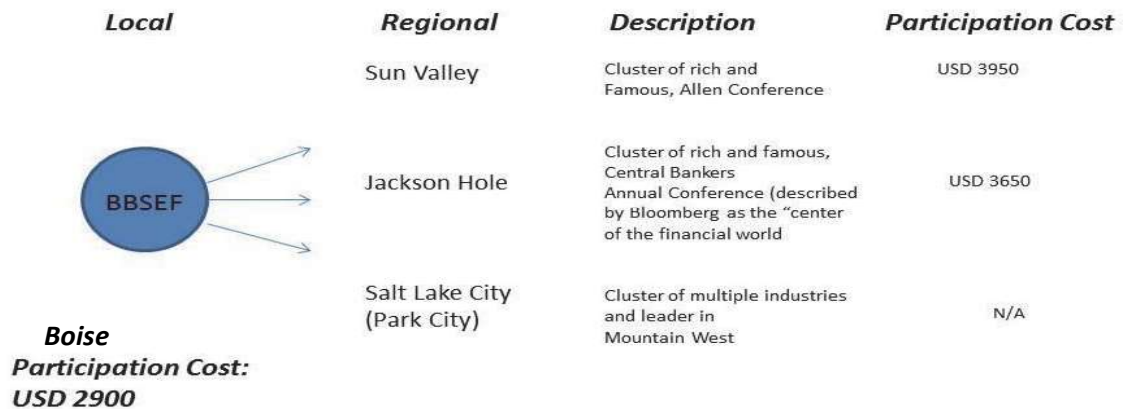 Local Regional Description Participation Cost
Sun Valley
Cluster of rich and
Famous, Allen Conference
USD 3950
BBSEF
Jackson Hole
Cluster of rich and famous,
Central Bankers
Annual Conference (described
by Bloomberg as the “center
of the financial world
USD 3650
Salt Lake City
(Park City)
Cluster of multiple industries
and leader in
Mountain West
N/A
Boise
Participation Cost:
USD 2900